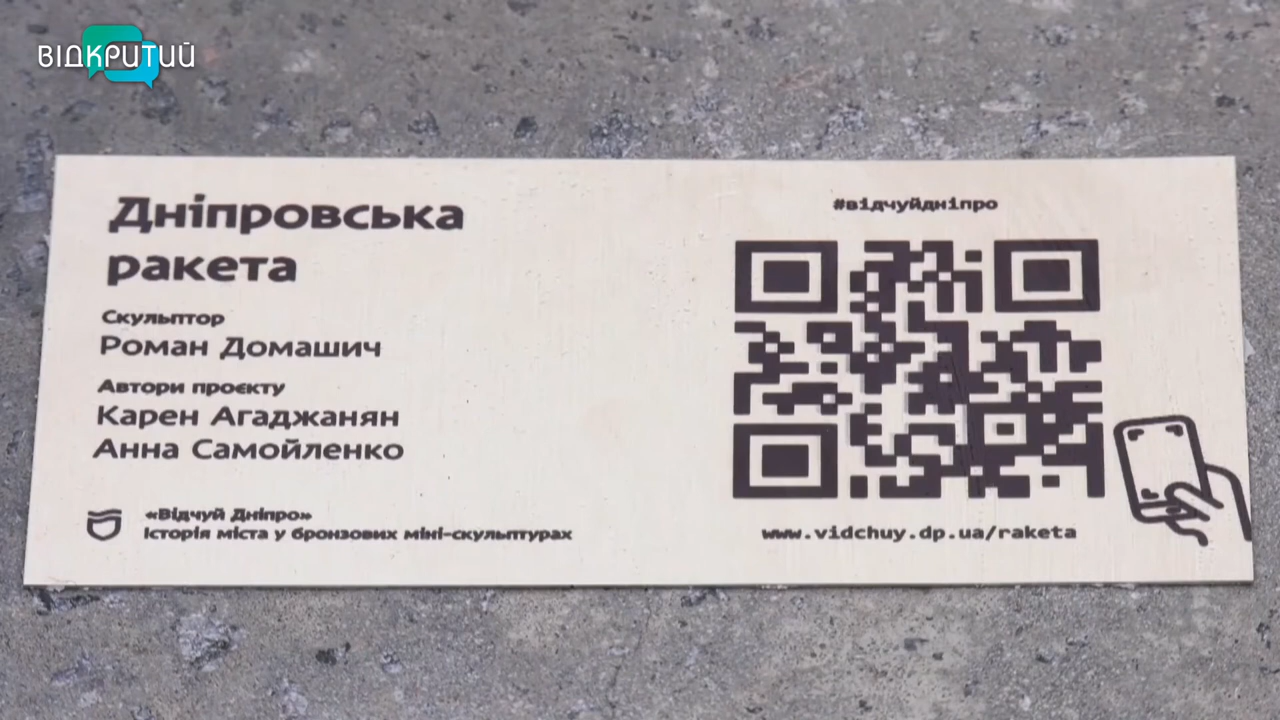 ВІДКРИТИЙ
Дніпровська
ракета
Скульптор
Роман Домашич
Автори проєкту
Карен Агаджанян
Анна Самойленко
«Відчуй Дніпро»
Історія міста у бронзових міні-скульптурах
#відчуйдніпро
www.vidchuy.dp.ua/raketa